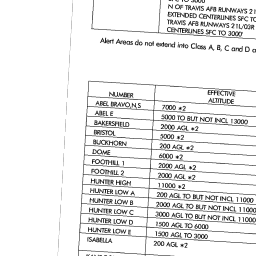 N OF TRAVIS AFB RUNWAYS 21
EXTENDED CENTERLINES SFC TO
TRAVIS AFB RUNWAYS 21L/03R
CENTERLINES SFC TO 3000'
Alert Areas do not extend into Class A, B, C and D
NUMBER
EFFECTIVE
ALTITUDE
ABEL BRAVO,N,S 7000 *2
ABEL E 5000 TO BUT NOT INCL 13000
BAKERSFIELD 2000 AGL *2
BRISTOL 5000 *2
BUCKHORN 200 AGL *2
DOME 6000 *2
FOOTHILL 1 2000 AGL *2
FOOTHILL 2 2000 AGL *2
HUNTER HIGH 11000 *2
HUNTER LOW A 200 AGL TO BUT NOT INCL 11000
HUNTER LOW B 2000 AGL TO BUT NOT INCL 11000
HUNTER LOW C 3000 AGL TO BUT NOT INCL 11000
HUNTER LOW D 1500 AGL TO 6000
HUNTER LOW E 1500 AGL TO 3000
ISABELLA 200 AGL *2